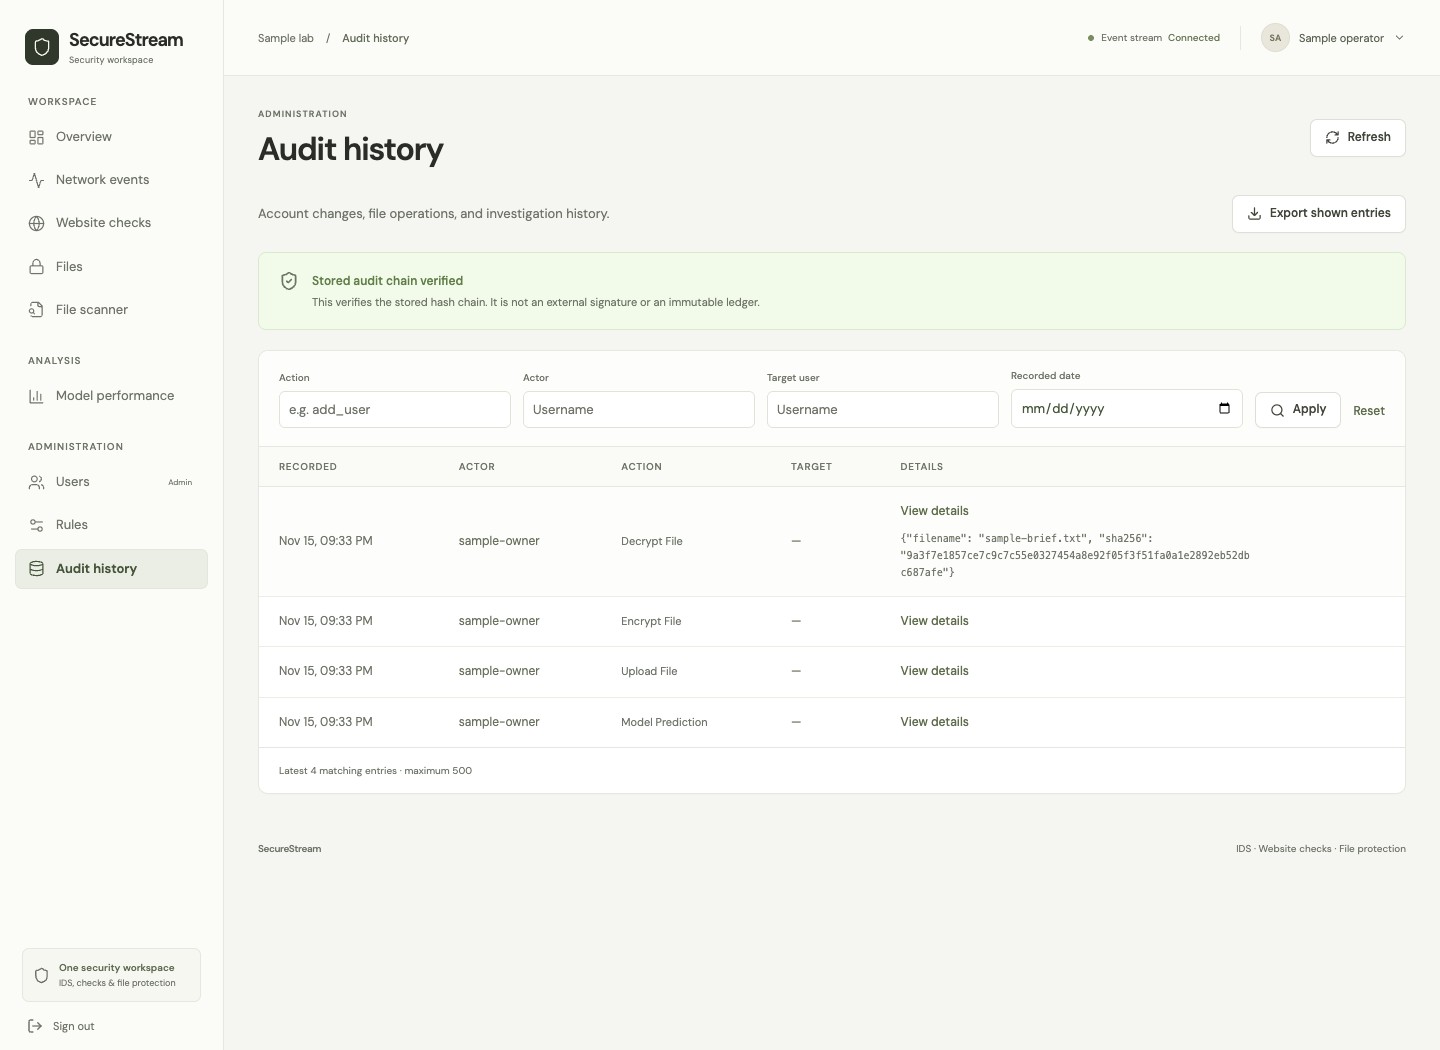 SecureStream
Security workspace
WORKSPACE
Overview
Network events
Website checks
Files
File scanner
ANALYSIS
Model performance
ADMINISTRATION
Users Admin
Rules
Audit history
One security workspace
IDS, checks & file protection
Sign out
Sample lab / Audit history
Event stream Connected
SA Sample operator
ADMINISTRATION
Audit history
Refresh
Account changes, file operations, and investigation history.
Export shown entries
Stored audit chain verified
This verifies the stored hash chain. It is not an external signature or an immutable ledger.
Action Actor Target user Recorded date
e.g. add_user Username Username mm/dd/yyyy Apply Reset
RECORDED ACTOR ACTION TARGET DETAILS
View details
Nov 15, 09:33 PM sample-owner Decrypt File —
{"filename": "sample-brief.txt", "sha256":
"9a3f7e1857ce7c9c7c55e0327454a8e92f05f3f51fa0a1e2892eb52db
c687afe"}
Nov 15, 09:33 PM sample-owner Encrypt File — View details
Nov 15, 09:33 PM sample-owner Upload File — View details
Nov 15, 09:33 PM sample-owner Model Prediction — View details
Latest 4 matching entries · maximum 500
SecureStream
IDS · Website checks · File protection